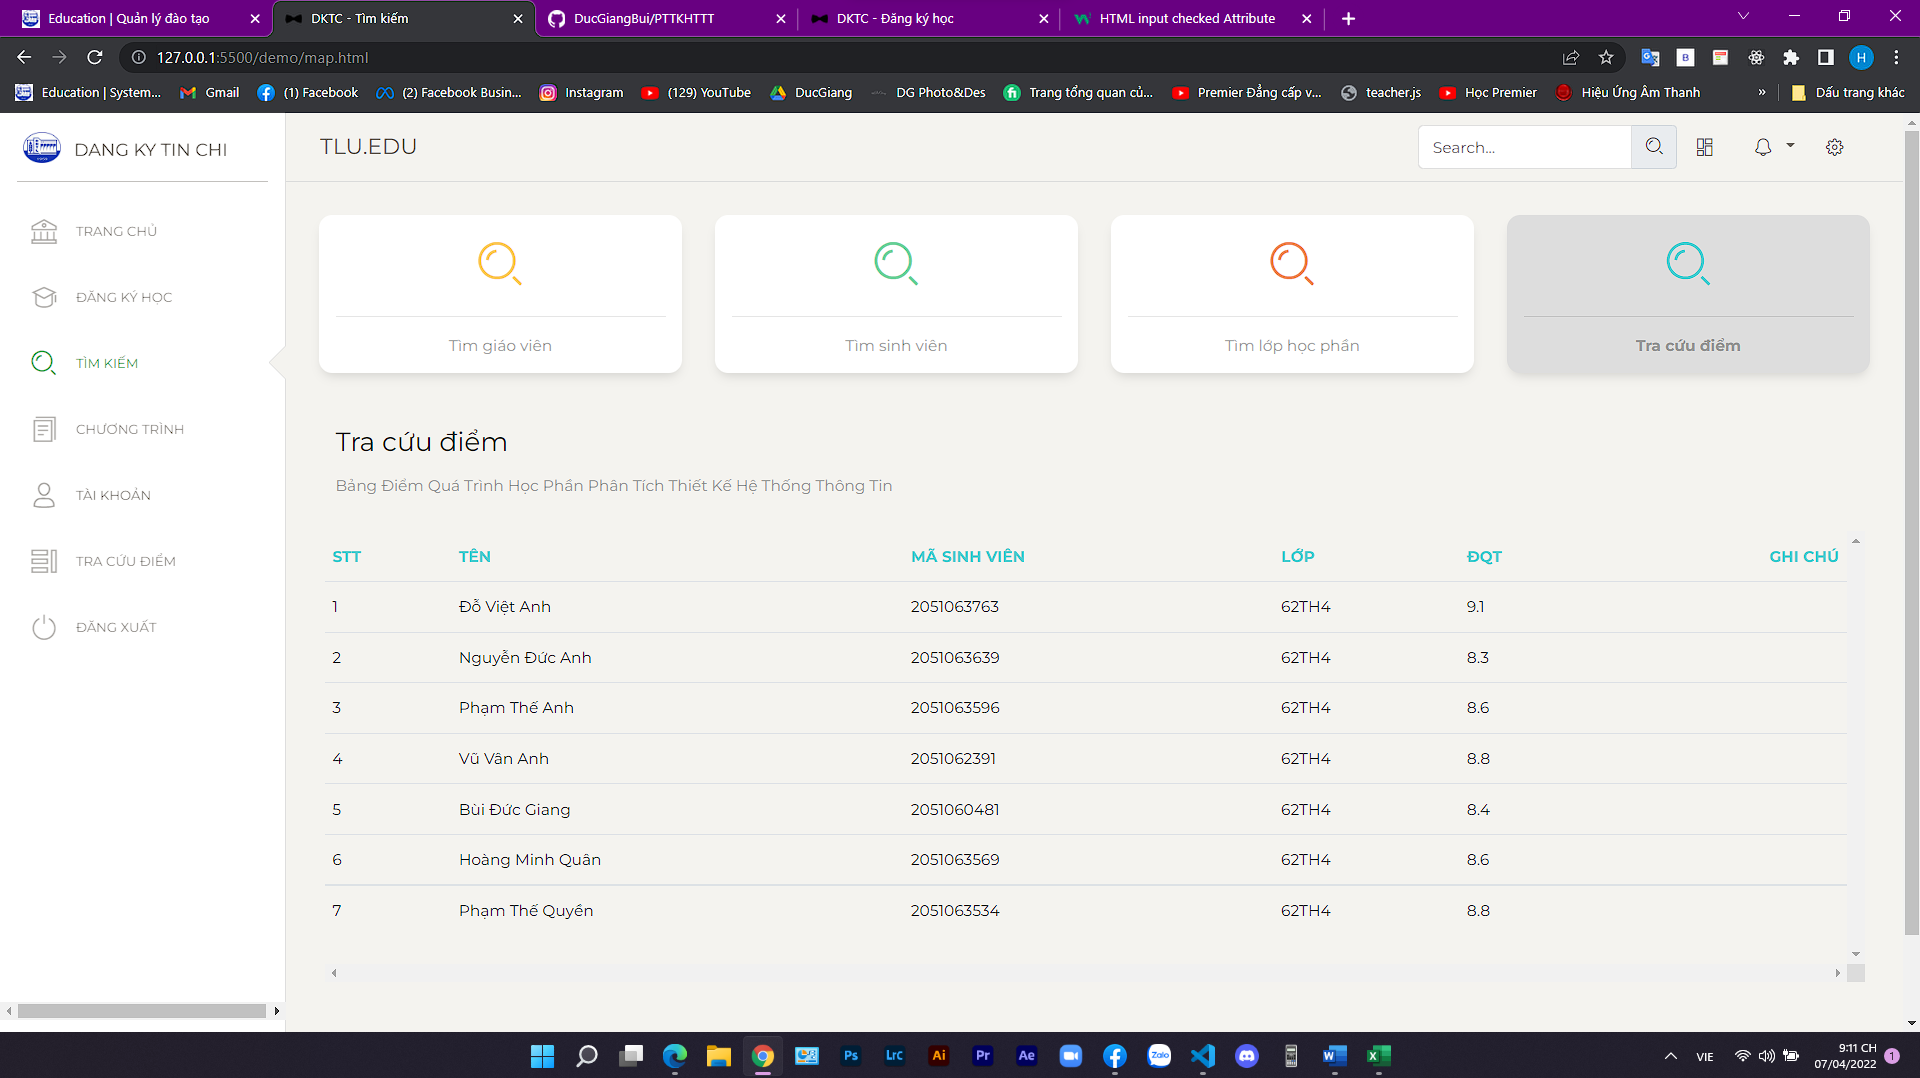 Education | Quản lý đào tạo
DKTC - Tìm kiếm
DucGiangBui/PTTKHTTT
DKTC - Đăng ký học
HTML input checked Attribute
127.0.0.1:5500/demo/map.html
H
Education | System...
Gmail
(1) Facebook
(2) Facebook Busin...
Instagram
(129) YouTube
DucGiang
DG Photo&Des
Trang tổng quan củ...
Premier Đẳng cấp v...
teacher.js
Học Premier
Hiệu Ứng Âm Thanh
»
Dấu trang khác
DANG KY TIN CHI
TLU.EDU
Search...
TRANG CHỦ
ĐĂNG KÝ HỌC
TÌM KIẾM
CHƯƠNG TRÌNH
TÀI KHOẢN
TRA CỨU ĐIỂM
ĐĂNG XUẤT
Tìm giáo viên
Tìm sinh viên
Tìm lớp học phần
Tra cứu điểm
Tra cứu điểm
Bảng Điểm Quá Trình Học Phần Phân Tích Thiết Kế Hệ Thống Thông Tin
STT TÊN MÃ SINH VIÊN LỚP ĐQT GHI CHÚ
1 Đỗ Việt Anh 2051063763 62TH4 9.1
2 Nguyễn Đức Anh 2051063639 62TH4 8.3
3 Phạm Thế Anh 2051063596 62TH4 8.6
4 Vũ Vân Anh 2051062391 62TH4 8.8
5 Bùi Đức Giang 2051060481 62TH4 8.4
6 Hoàng Minh Quân 2051063569 62TH4 8.6
7 Phạm Thế Quyền 2051063534 62TH4 8.8
Ps
LrC
Ai
Pr
Ae
Zalo
VIE
9:11 CH
07/04/2022
1